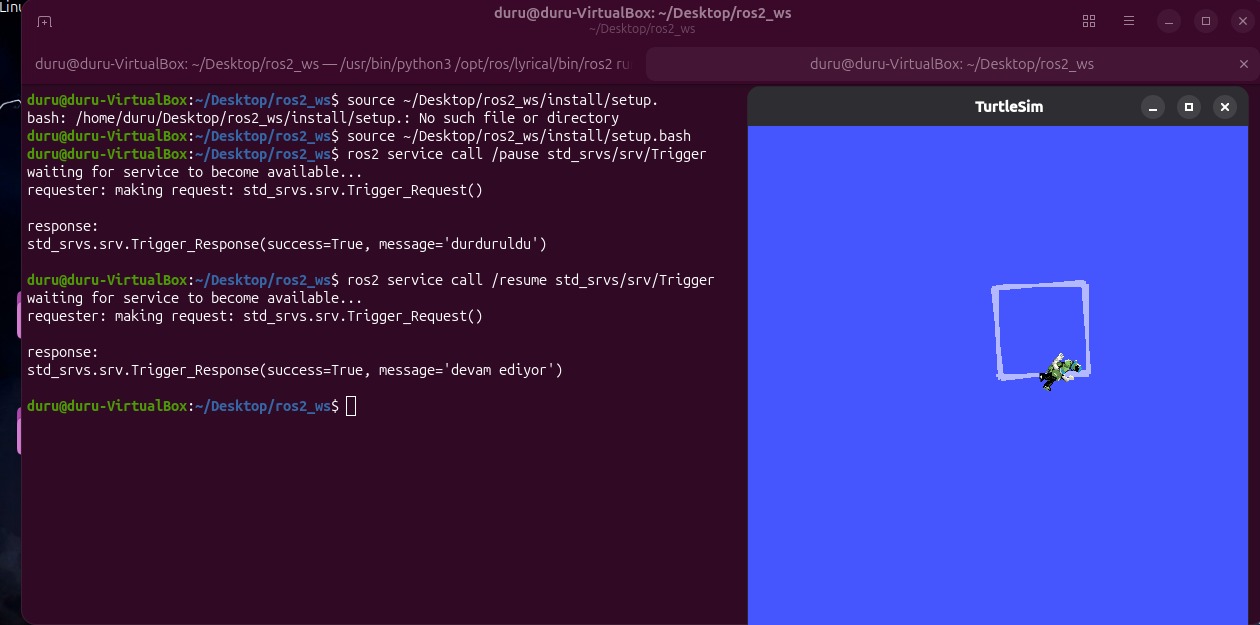 Linu
duru@duru-VirtualBox: ~/Desktop/ros2_ws
~/Desktop/ros2_ws
duru@duru-VirtualBox: ~/Desktop/ros2_ws — /usr/bin/python3 /opt/ros/lyrical/bin/ros2 ru
duru@duru-VirtualBox: ~/Desktop/ros2_ws
duru@duru-VirtualBox:~/Desktop/ros2_ws$ source ~/Desktop/ros2_ws/install/setup.
bash: /home/duru/Desktop/ros2_ws/install/setup.: No such file or directory
duru@duru-VirtualBox:~/Desktop/ros2_ws$ source ~/Desktop/ros2_ws/install/setup.bash
duru@duru-VirtualBox:~/Desktop/ros2_ws$ ros2 service call /pause std_srvs/srv/Trigger
waiting for service to become available...
requester: making request: std_srvs.srv.Trigger_Request()
response:
std_srvs.srv.Trigger_Response(success=True, message='durduruldu')
duru@duru-VirtualBox:~/Desktop/ros2_ws$ ros2 service call /resume std_srvs/srv/Trigger
waiting for service to become available...
requester: making request: std_srvs.srv.Trigger_Request()
response:
std_srvs.srv.Trigger_Response(success=True, message='devam ediyor')
duru@duru-VirtualBox:~/Desktop/ros2_ws$
TurtleSim